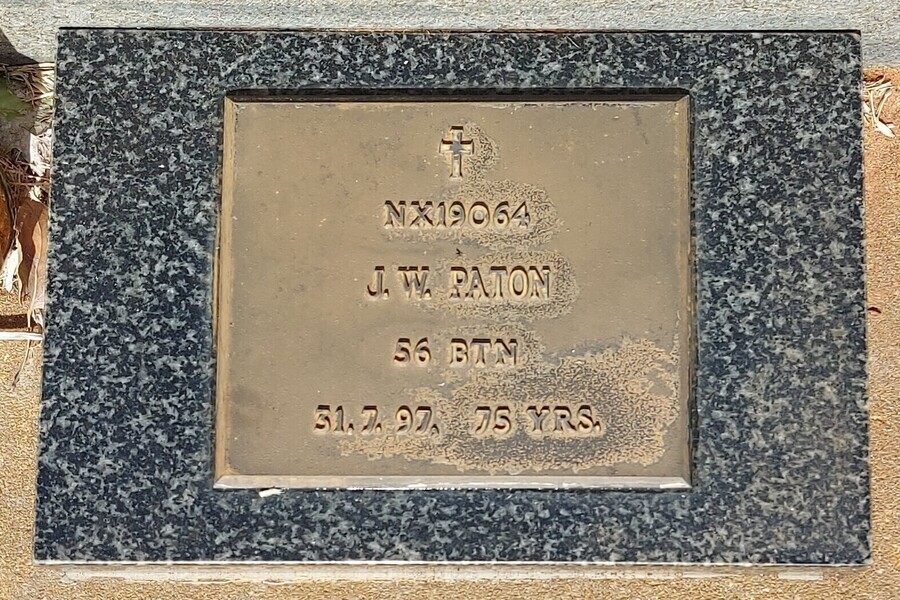 NX19064
J. W. PATON
56 BTN
31. 7. 97. 75 YRS.